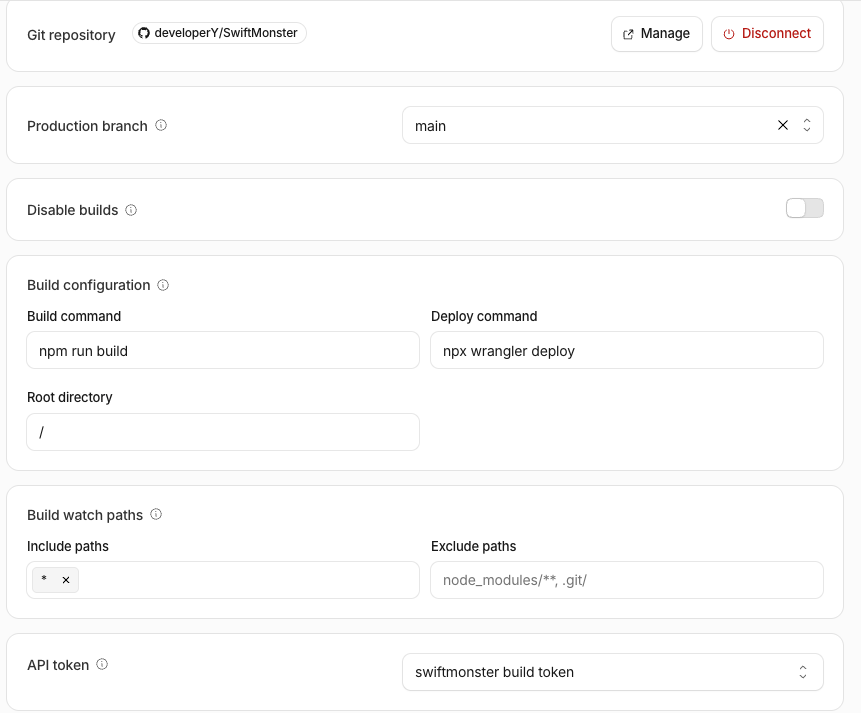 Git repository developerY/SwiftMonster Manage Disconnect
Production branch main
Disable builds
Build configuration
Build command Deploy command
npm run build npx wrangler deploy
Root directory
/
Build watch paths
Include paths Exclude paths
* node_modules/**, .git/
API token swiftmonster build token